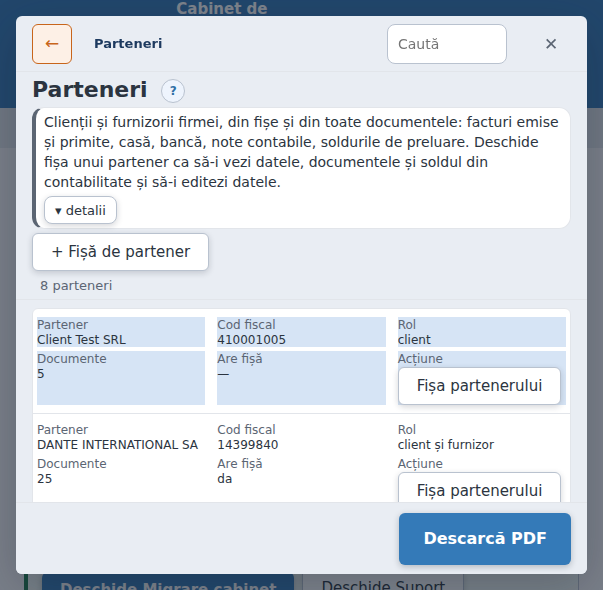 Cabinet de
←
Parteneri
Caută
✕
Parteneri
?
Clienții și furnizorii firmei, din fișe și din toate documentele: facturi emise
și primite, casă, bancă, note contabile, soldurile de preluare. Deschide
fișa unui partener ca să-i vezi datele, documentele și soldul din
contabilitate și să-i editezi datele.
▾ detalii
+ Fișă de partener
8 parteneri
Partener Cod fiscal Rol
Client Test SRL 410001005 client
Documente Are fișă Acțiune
5 —
Fișa partenerului
Partener Cod fiscal Rol
DANTE INTERNATIONAL SA 14399840 client și furnizor
Documente Are fișă Acțiune
25 da
Fișa partenerului
Descarcă PDF
Deschide Migrare cabinet Deschide Suport